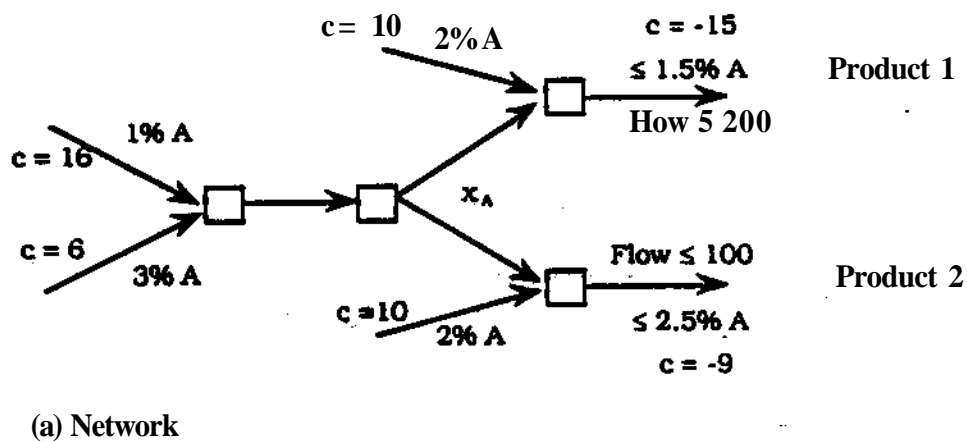 c = 10
2% A
c = -15
≤ 1.5% A
Product 1
How 5 200
1% A
c = 16
x_A
c = 6
3% A
Flow ≤ 100
Product 2
c =10
2% A
≤ 2.5% A
c = -9
(a) Network